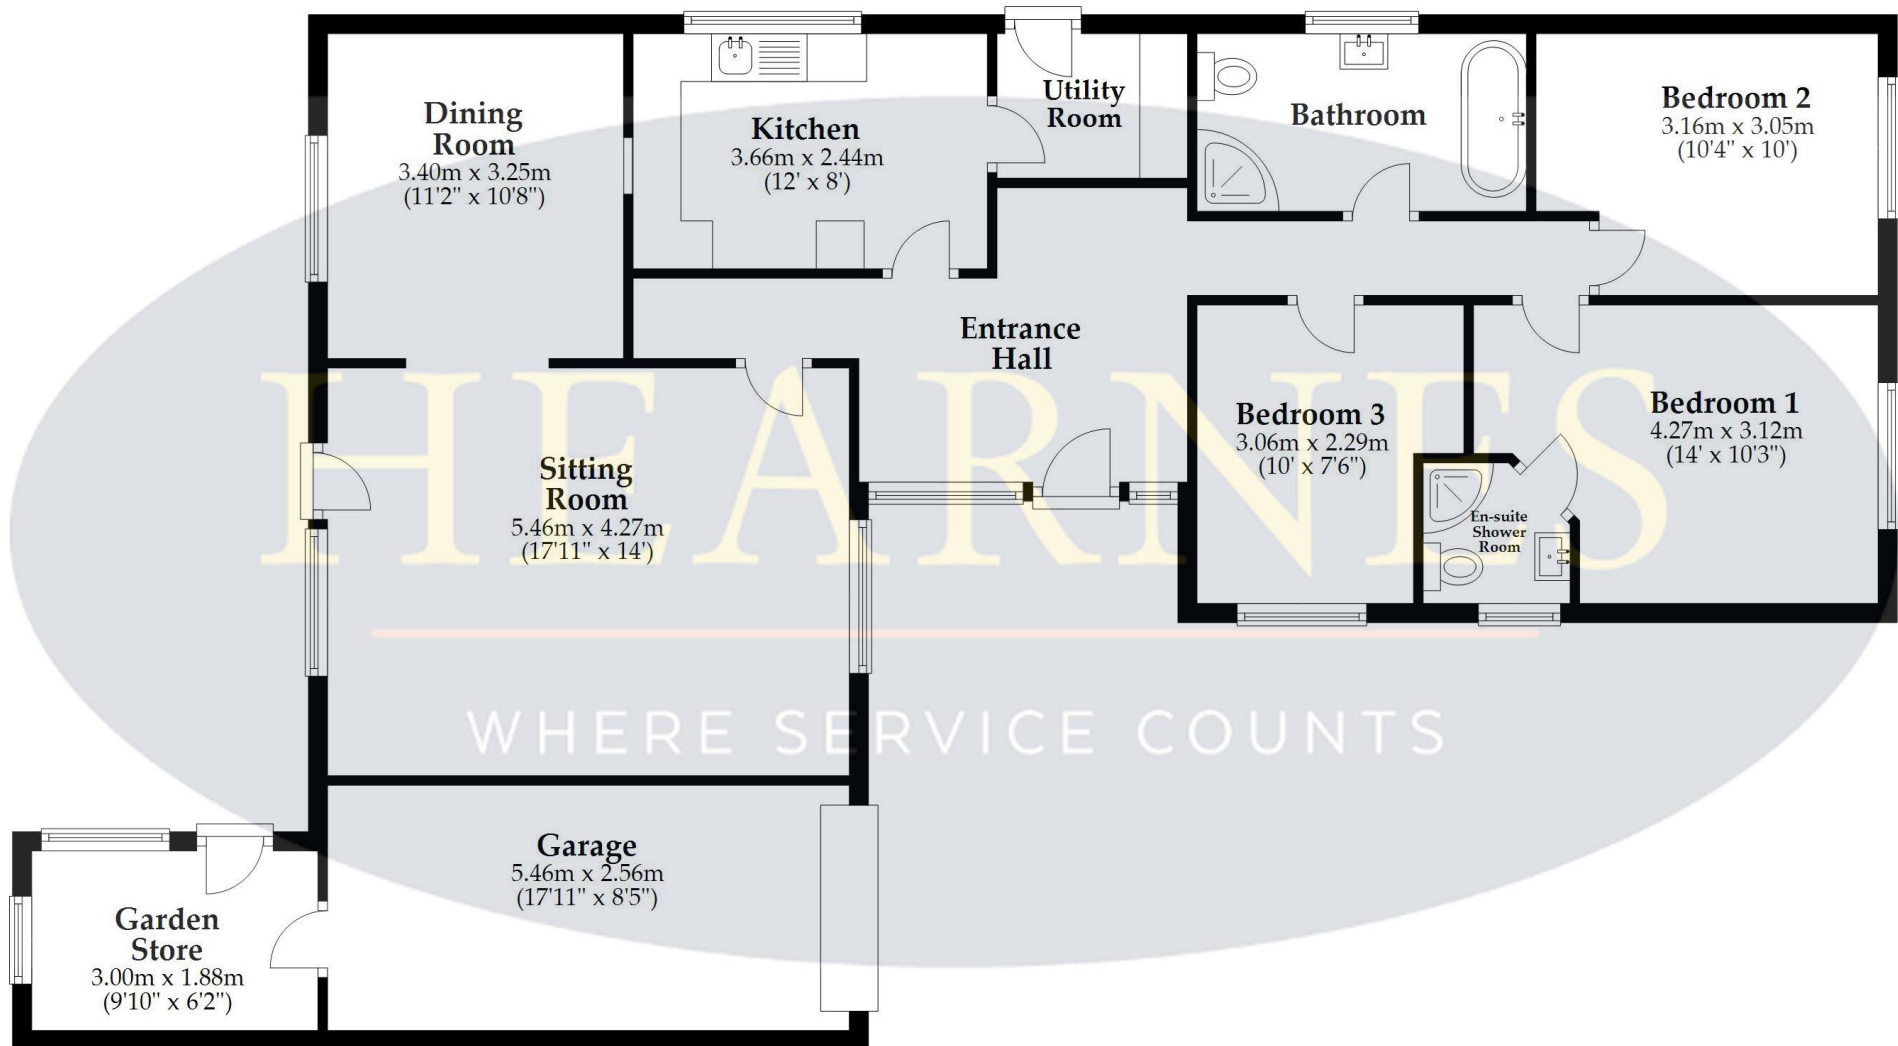 Dining
Room
3.40m x 3.25m
(11'2" x 10'8")
Kitchen
3.66m x 2.44m
(12' x 8')
Utility
Room
Bathroom
Bedroom 2
3.16m x 3.05m
(10'4" x 10')
Entrance
Hall
Bedroom 3
3.06m x 2.29m
(10' x 7'6")
Bedroom 1
4.27m x 3.12m
(14' x 10'3")
En-suite
Shower
Room
Sitting
Room
5.46m x 4.27m
(17'11" x 14')
HEARNES
WHERE SERVICE COUNTS
Garage
5.46m x 2.56m
(17'11" x 8'5")
Garden
Store
3.00m x 1.88m
(9'10" x 6'2")